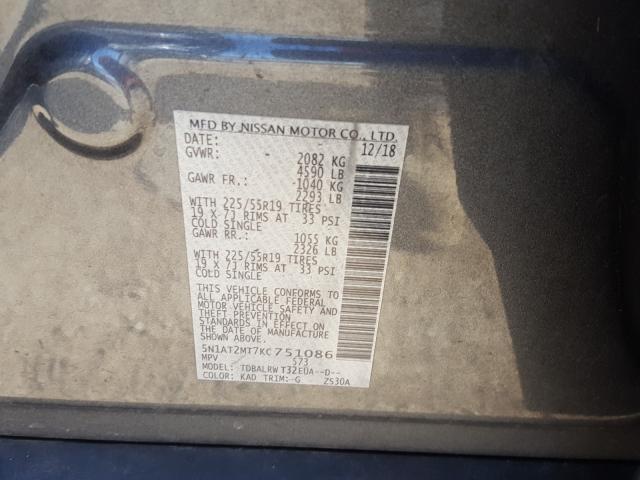 MFD BY NISSAN MOTOR CO., LTD.
DATE: 12/18
GVWR: 2082 KG
4590 LB
GAWR FR.: 1040 KG
2293 LB
WITH 225/55R19 TIRES
19 X 7J RIMS AT 33 PSI
COLD SINGLE
GAWR RR.: 1055 KG
2326 LB
WITH 225/55R19 TIRES
19 X 7J RIMS AT 33 PSI
COLD SINGLE
THIS VEHICLE CONFORMS TO
ALL APPLICABLE FEDERAL
MOTOR VEHICLE SAFETY AND
THEFT PREVENTION
STANDARDS IN EFFECT ON
THE DATE OF MANUFACTURE
SHOWN ABOVE.
5N1AT2MT7KC751086
MPV 573
MODEL: TDBALRWT32EUA--D--
COLOR: KAD TRIM:-G ZS30A